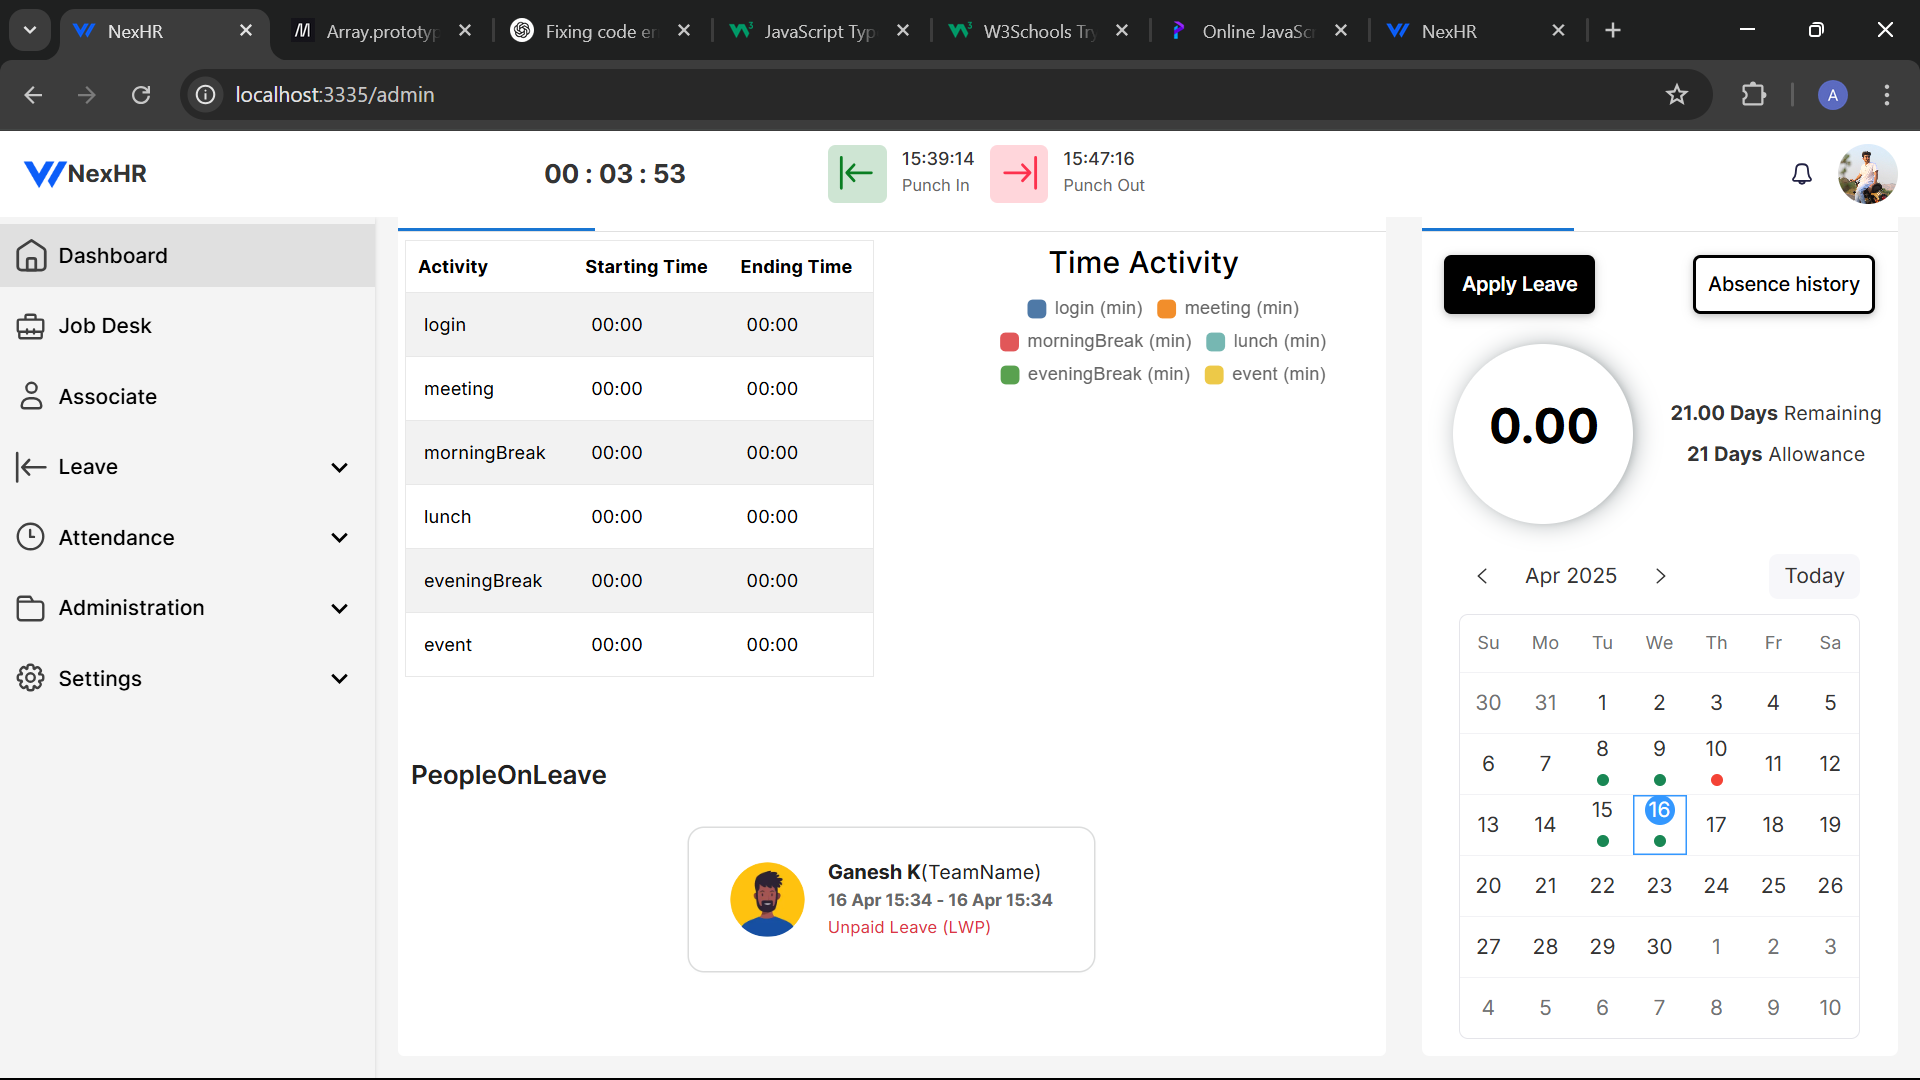 NexHR
Array.prototyp
Fixing code er
JavaScript Typ
W3Schools Try
Online JavaScr
NexHR
localhost:3335/admin
A
NexHR
00 : 03 : 53
15:39:14
Punch In
15:47:16
Punch Out
Dashboard
Job Desk
Associate
Leave
Attendance
Administration
Settings
Activity Starting Time Ending Time
login 00:00 00:00
meeting 00:00 00:00
morningBreak 00:00 00:00
lunch 00:00 00:00
eveningBreak 00:00 00:00
event 00:00 00:00
Time Activity
login (min) meeting (min)
morningBreak (min) lunch (min)
eveningBreak (min) event (min)
PeopleOnLeave
Ganesh K(TeamName)
16 Apr 15:34 - 16 Apr 15:34
Unpaid Leave (LWP)
Apply Leave
Absence history
0.00
21.00 Days Remaining
21 Days Allowance
Apr 2025
Today
Su Mo Tu We Th Fr Sa
30 31 1 2 3 4 5
6 7 8 9 10 11 12
13 14 15 16 17 18 19
20 21 22 23 24 25 26
27 28 29 30 1 2 3
4 5 6 7 8 9 10